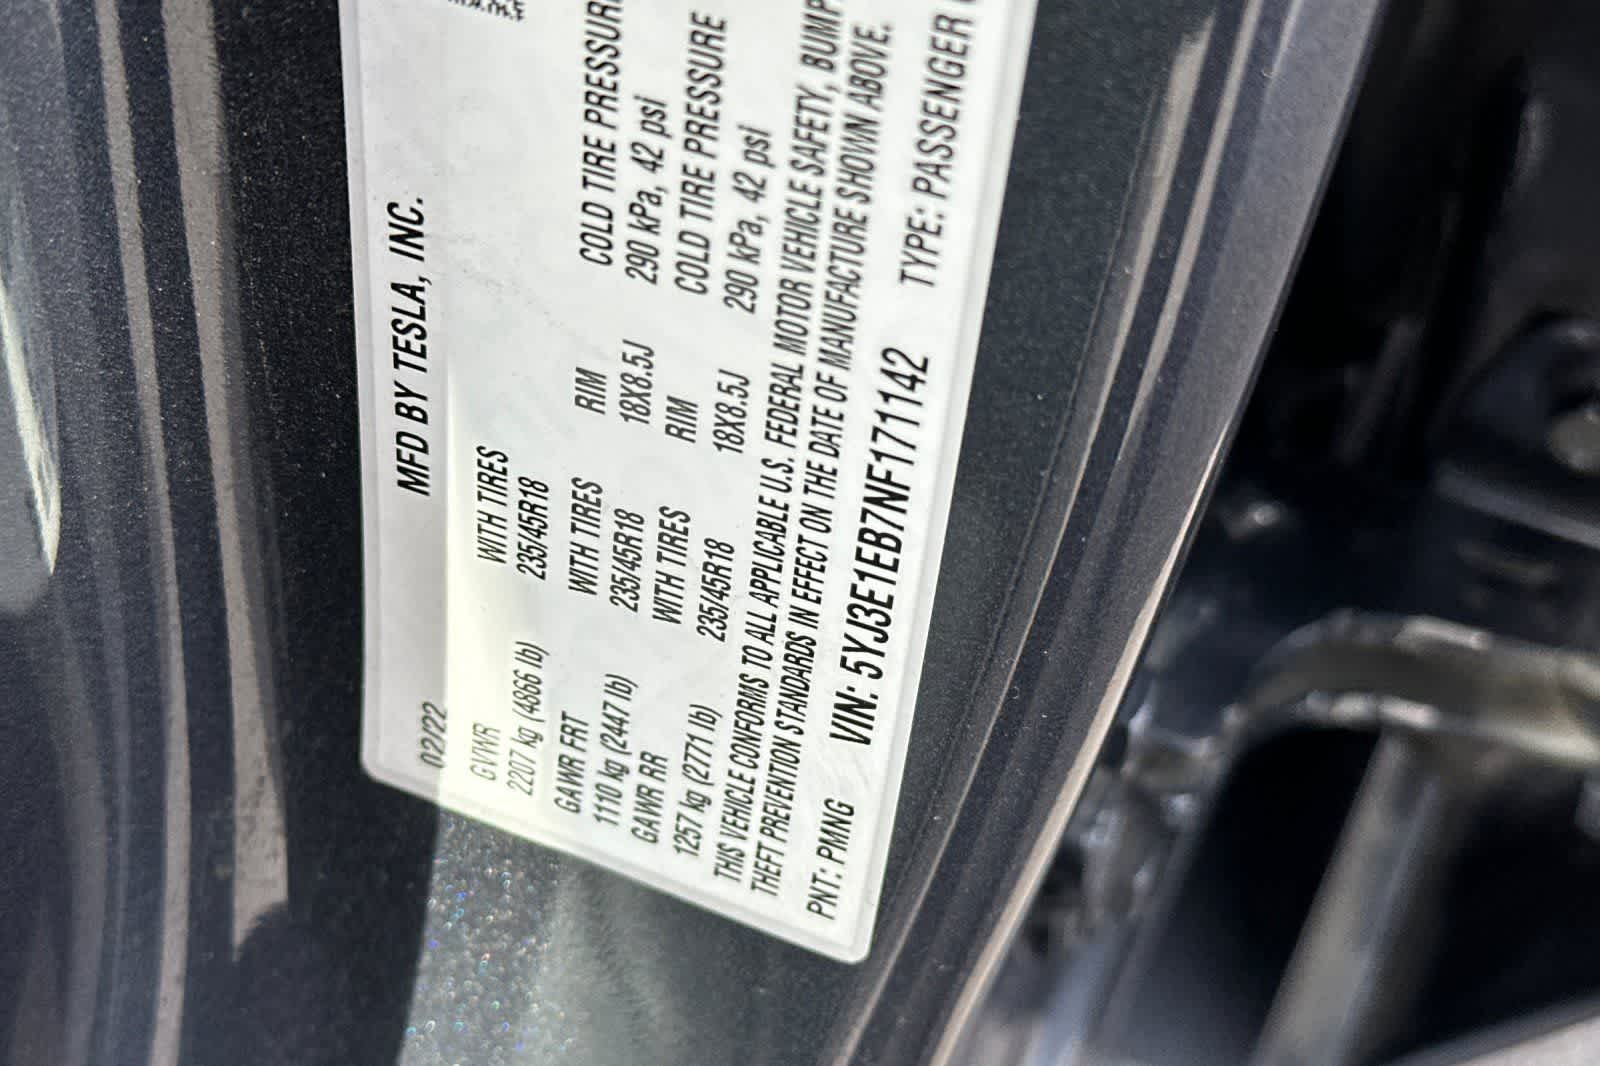 02/22 MFD BY TESLA, INC.
GVWR WITH TIRES
2207 kg (4866 lb) 235/45R18
GAWR FRT WITH TIRES RIM COLD TIRE PRESSURE
1110 kg (2447 lb) 235/45R18 18X8.5J 290 kPa, 42 psi
GAWR RR WITH TIRES RIM COLD TIRE PRESSURE
1257 kg (2771 lb) 235/45R18 18X8.5J 290 kPa, 42 psi
THIS VEHICLE CONFORMS TO ALL APPLICABLE U.S. FEDERAL MOTOR VEHICLE SAFETY, BUMP
THEFT PREVENTION STANDARDS IN EFFECT ON THE DATE OF MANUFACTURE SHOWN ABOVE.
PNT: PMNG VIN: 5YJ3E1EB7NF171142 TYPE: PASSENGER